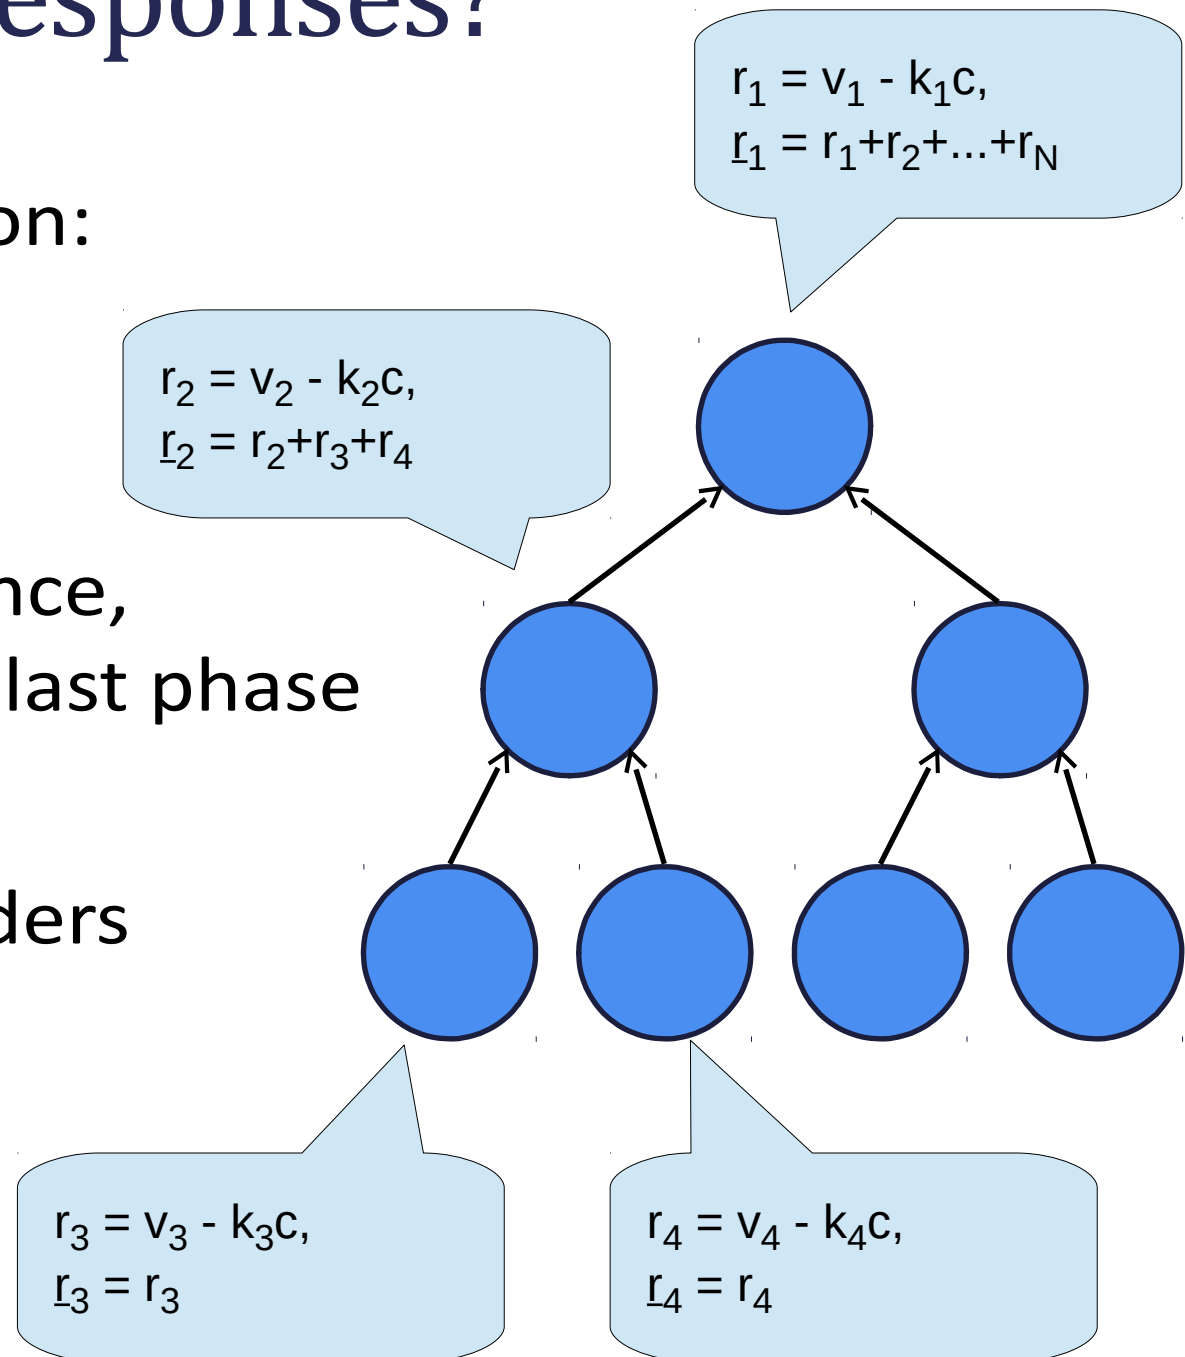 esponses?
r1 = v1 - k1c,
r1 = r1+r2+...+rN
on:
r2 = v2 - k2c,
r2 = r2+r3+r4
nce,
last phase
ders
r3 = v3 - k3c,
r3 = r3
r4 = v4 - k4c,
r4 = r4